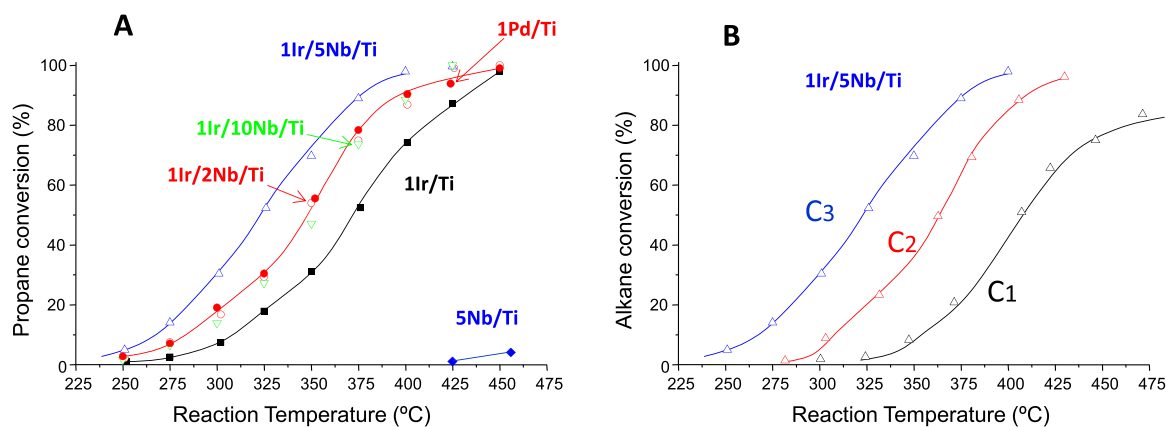 A
B
1Pd/Ti
1Ir/5Nb/Ti
1Ir/10Nb/Ti
1Ir/2Nb/Ti
1Ir/Ti
5Nb/Ti
Propane conversion (%)
100
80
60
40
20
0
225 250 275 300 325 350 375 400 425 450 475
Reaction Temperature (ºC)
1Ir/5Nb/Ti
C3
C2
C1
Alkane conversion (%)
100
80
60
40
20
0
225 250 275 300 325 350 375 400 425 450 475
Reaction Temperature (ºC)